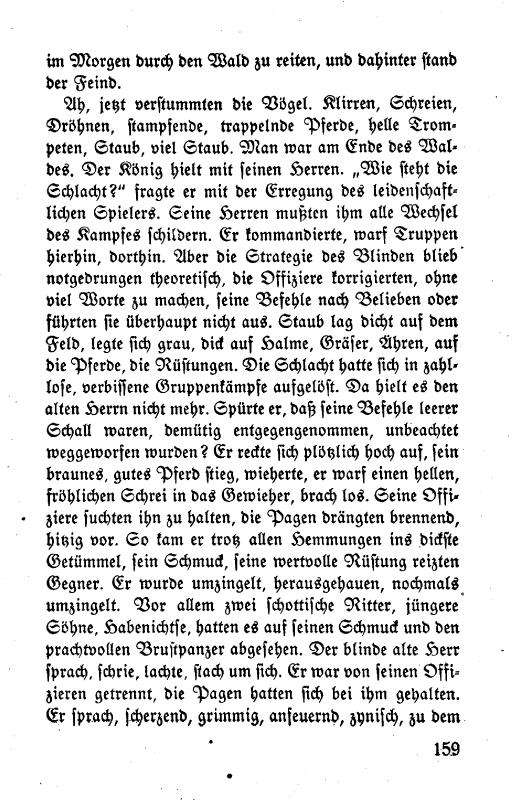 im Morgen durch den Wald zu reiten, und dahinter stand
der Feind.
Ah, jetzt verstummten die Vögel. Klirren, Schreien,
Dröhnen, stampfende, trappelnde Pferde, helle Trom-
peten, Staub, viel Staub. Man war am Ende des Wal-
des. Der König hielt mit seinen Herren. „Wie steht die
Schlacht?“ fragte er mit der Erregung des leidenschaft-
lichen Spielers. Seine Herren mußten ihm alle Wechsel
des Kampfes schildern. Er kommandierte, warf Truppen
hierhin, dorthin. Aber die Strategie des Blinden blieb
notgedrungen theoretisch, die Offiziere korrigierten, ohne
viel Worte zu machen, seine Befehle nach Belieben oder
führten sie überhaupt nicht aus. Staub lag dicht auf dem
Feld, legte sich grau, dick auf Halme, Gräser, Ähren, auf
die Pferde, die Rüstungen. Die Schlacht hatte sich in zahl-
lose, verbissene Gruppenkämpfe aufgelöst. Da hielt es den
alten Herrn nicht mehr. Spürte er, daß seine Befehle leerer
Schall waren, demütig entgegengenommen, unbeachtet
weggeworfen wurden? Er reckte sich plötzlich hoch auf, sein
braunes, gutes Pferd stieg, wieherte, er warf einen hellen,
fröhlichen Schrei in das Gewieher, brach los. Seine Offi-
ziere suchten ihn zu halten, die Pagen drängten brennend,
hitzig vor. So kam er trotz allen Hemmungen ins dickste
Getümmel, sein Schmuck, seine wertvolle Rüstung reizten
Gegner. Er wurde umzingelt, herausgehauen, nochmals
umzingelt. Vor allem zwei schottische Ritter, jüngere
Söhne, Habenichtse, hatten es auf seinen Schmuck und den
prachtvollen Brustpanzer abgesehen. Der blinde alte Herr
sprach, schrie, lachte, stach um sich. Er war von seinen Offi-
zieren getrennt, die Pagen hatten sich bei ihm gehalten.
Er sprach, scherzend, grimmig, anfeuernd, zynisch, zu dem
159